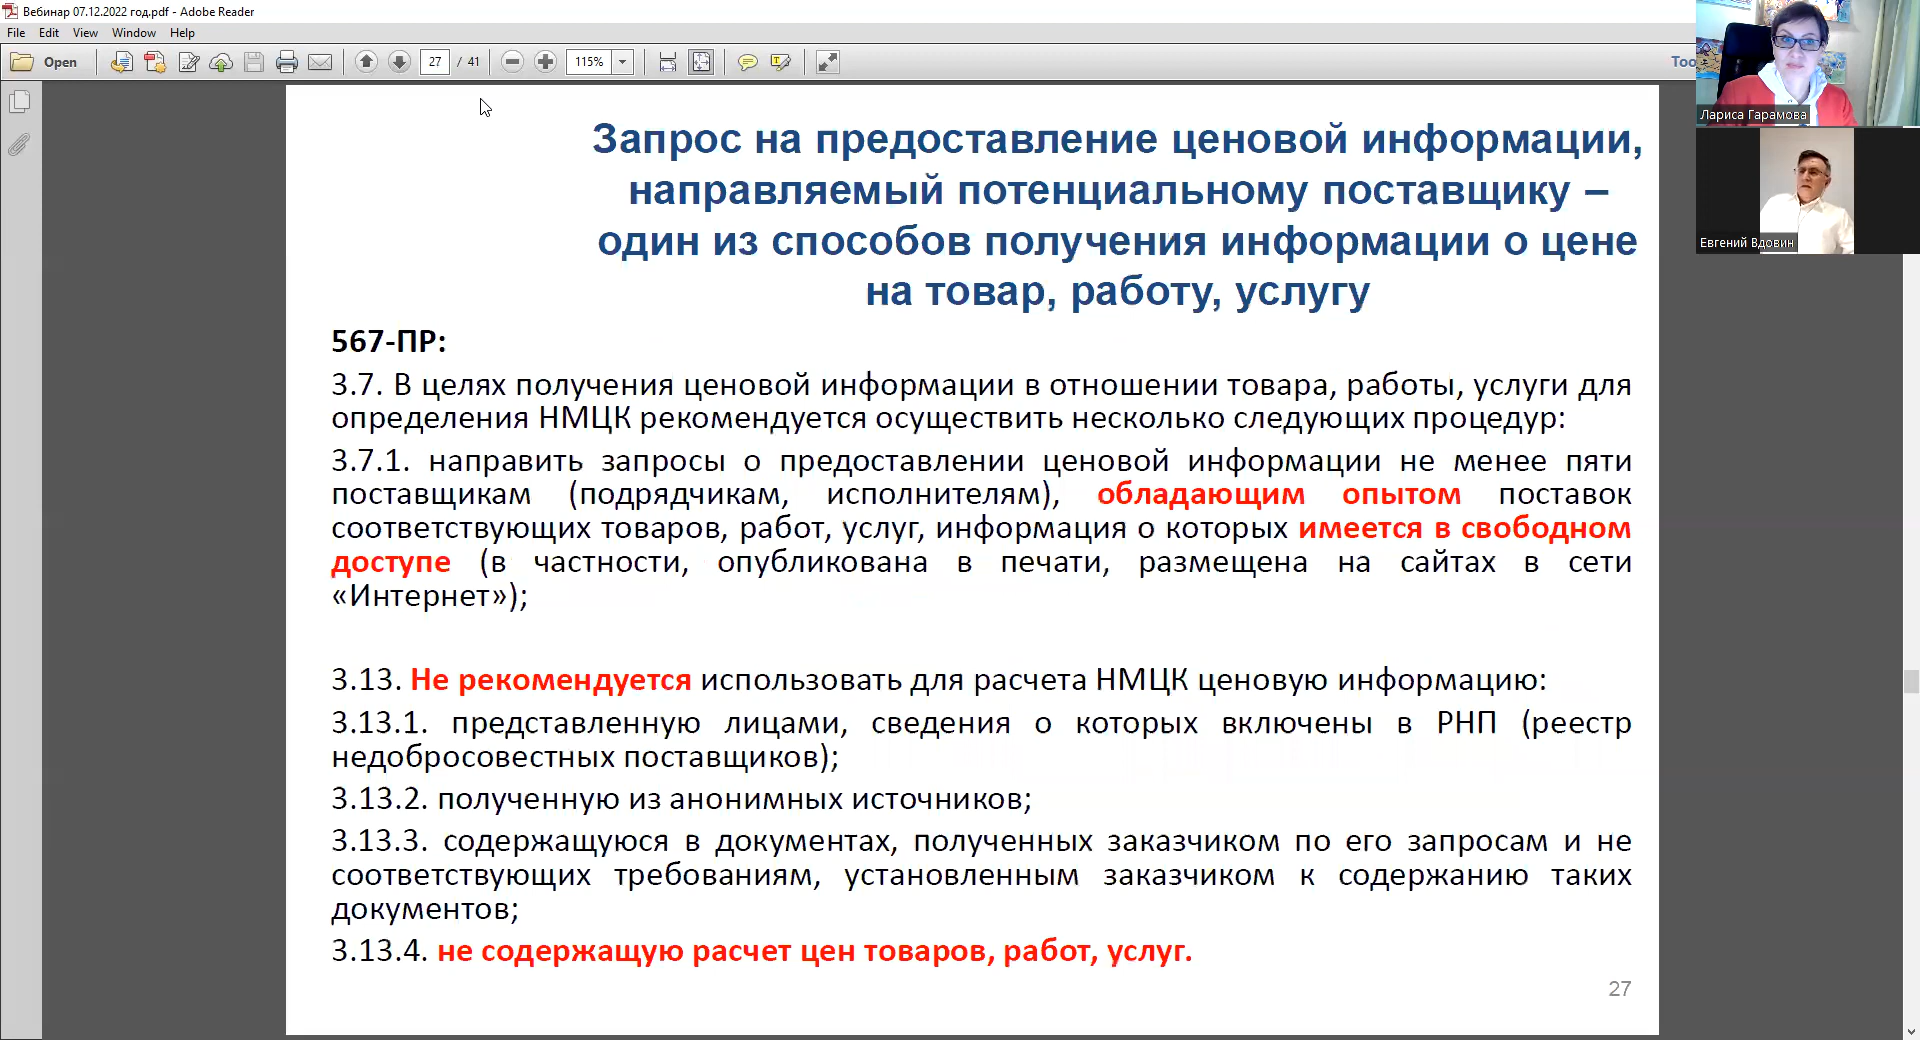 Вебинар 07.12.2022 год.pdf - Adobe Reader
File Edit View Window Help
Open 27 / 41 115% Too
Лариса Гарамова
Евгений Вдовин
Запрос на предоставление ценовой информации,
направляемый потенциальному поставщику –
один из способов получения информации о цене
на товар, работу, услугу
567-ПР:
3.7. В целях получения ценовой информации в отношении товара, работы, услуги для
определения НМЦК рекомендуется осуществить несколько следующих процедур:
3.7.1. направить запросы о предоставлении ценовой информации не менее пяти
поставщикам (подрядчикам, исполнителям), обладающим опытом поставок
соответствующих товаров, работ, услуг, информация о которых имеется в свободном
доступе (в частности, опубликована в печати, размещена на сайтах в сети
«Интернет»);
3.13. Не рекомендуется использовать для расчета НМЦК ценовую информацию:
3.13.1. представленную лицами, сведения о которых включены в РНП (реестр
недобросовестных поставщиков);
3.13.2. полученную из анонимных источников;
3.13.3. содержащуюся в документах, полученных заказчиком по его запросам и не
соответствующих требованиям, установленным заказчиком к содержанию таких
документов;
3.13.4. не содержащую расчет цен товаров, работ, услуг.
27